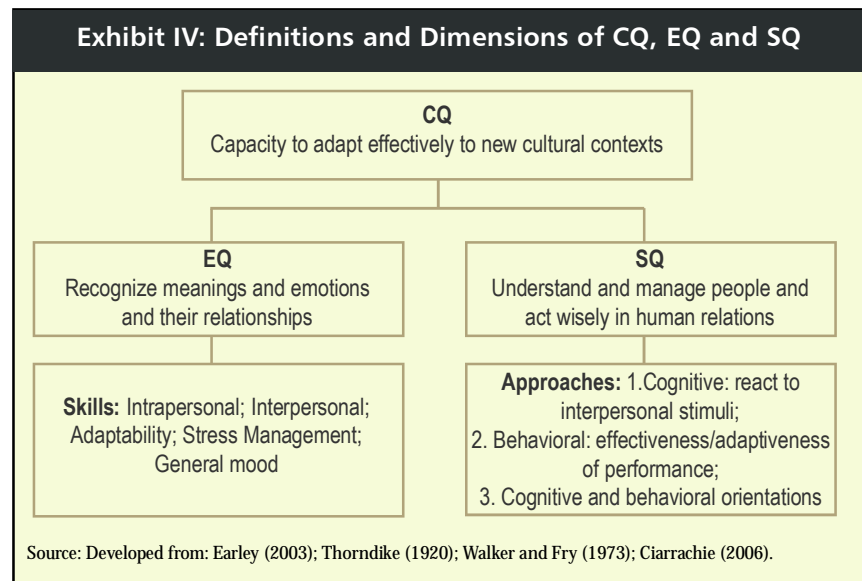 Exhibit IV: Definitions and Dimensions of CQ, EQ and SQ
CQ
Capacity to adapt effectively to new cultural contexts
EQ
Recognize meanings and emotions
and their relationships
SQ
Understand and manage people and
act wisely in human relations
Skills: Intrapersonal; Interpersonal;
Adaptability; Stress Management;
General mood
Approaches: 1.Cognitive: react to
interpersonal stimuli;
2. Behavioral: effectiveness/adaptiveness
of performance;
3. Cognitive and behavioral orientations
Source: Developed from: Earley (2003); Thorndike (1920); Walker and Fry (1973); Ciarrachie (2006).